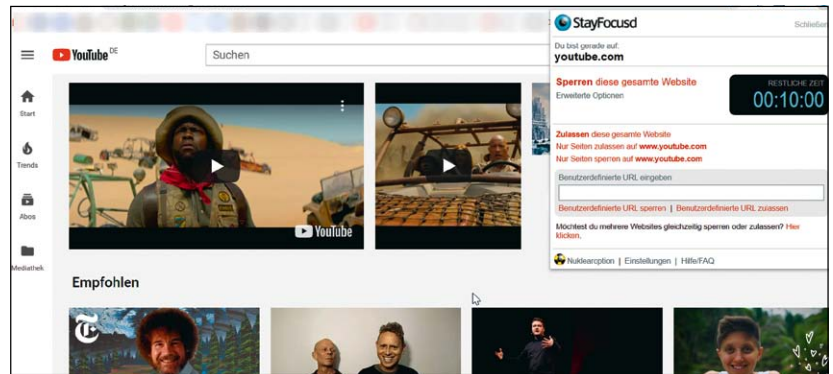 YouTube DE
Suchen
Start
Trends
Abos
Mediathek
YouTube
Empfohlen
StayFocusd
Schließen
Du bist gerade auf:
youtube.com
Sperren diese gesamte Website
Erweiterte Optionen
RESTLICHE ZEIT
00:10:00
Zulassen diese gesamte Website
Nur Seiten zulassen auf www.youtube.com
Nur Seiten sperren auf www.youtube.com
Benutzerdefinierte URL eingeben
Benutzerdefinierte URL sperren | Benutzerdefinierte URL zulassen
Möchtest du mehrere Websites gleichzeitig sperren oder zulassen? Hier
klicken.
Nuklearoption | Einstellungen | Hilfe/FAQ